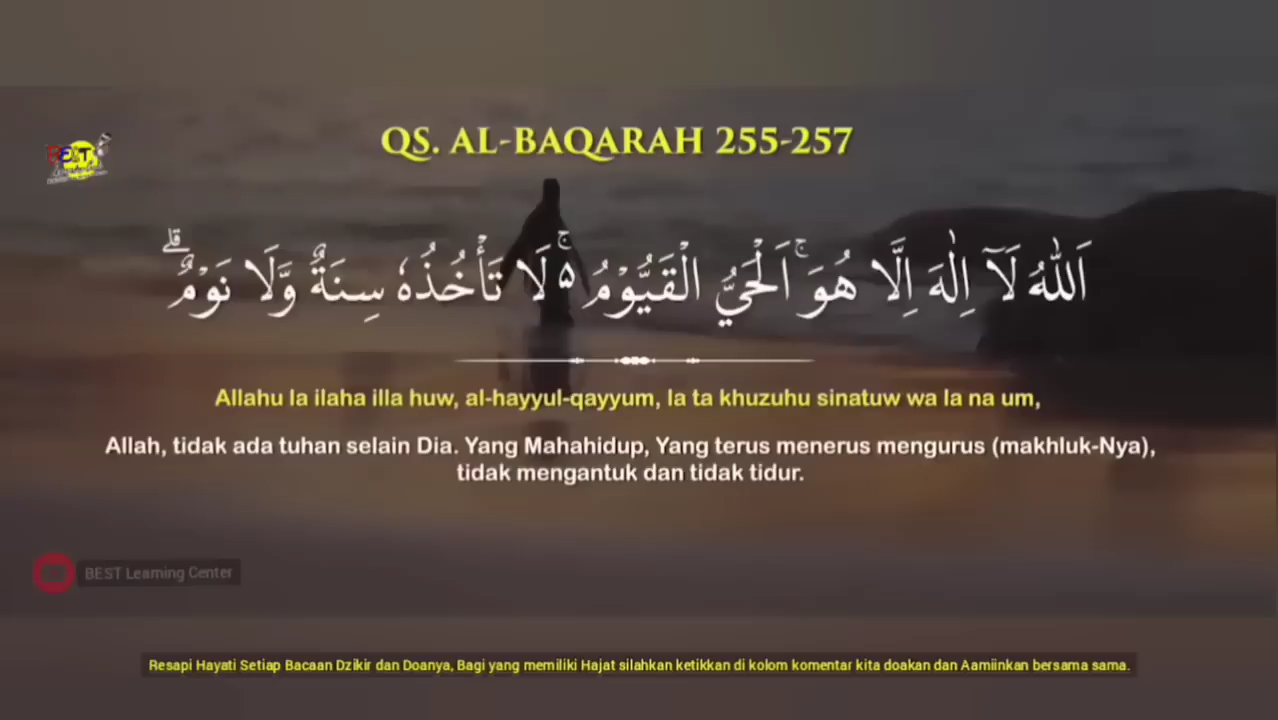 QS. AL-BAQARAH 255-257
BEST
اَللّٰهُ لَآ اِلٰهَ اِلَّا هُوَۚ اَلْحَيُّ الْقَيُّوْمُ ەۚ لَا تَأْخُذُهٗ سِنَةٌ وَّلَا نَوْمٌۗ
Allahu la ilaha illa huw, al-hayyul-qayyum, la ta khuzuhu sinatuw wa la na um,
Allah, tidak ada tuhan selain Dia. Yang Mahahidup, Yang terus menerus mengurus (makhluk-Nya),
tidak mengantuk dan tidak tidur.
BEST Learning Center
Resapi Hayati Setiap Bacaan Dzikir dan Doanya, Bagi yang memiliki Hajat silahkan ketikkan di kolom komentar kita doakan dan Aamiinkan bersama sama.